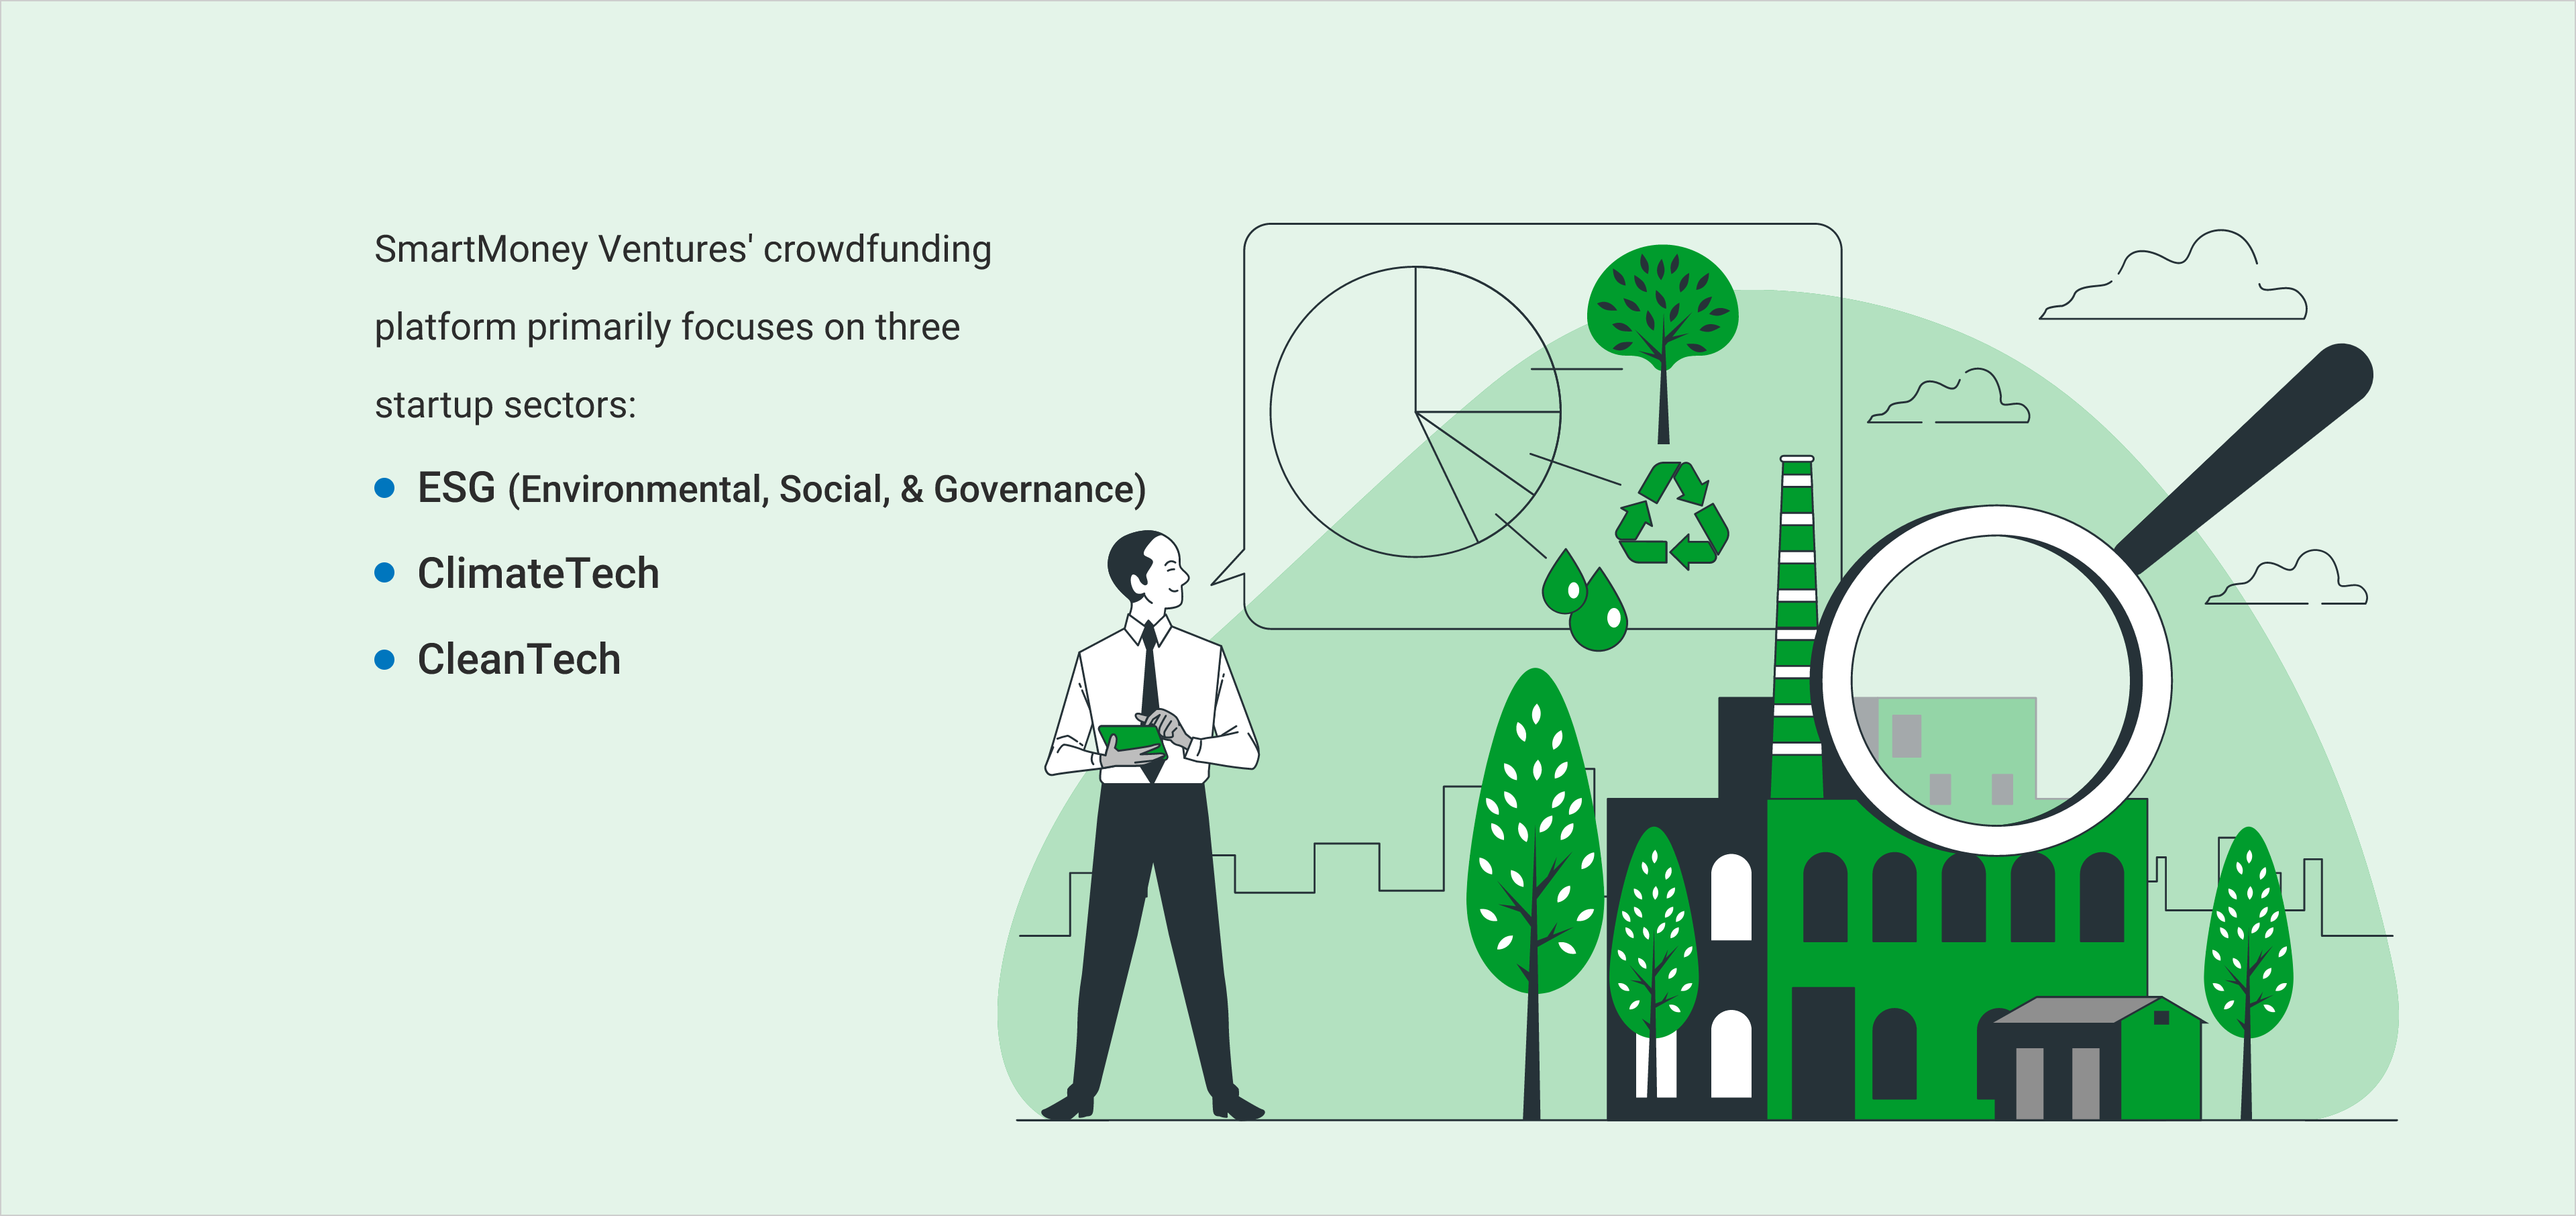 SmartMoney Ventures' crowdfunding
platform primarily focuses on three
startup sectors:
ESG (Environmental, Social, & Governance)
ClimateTech
CleanTech